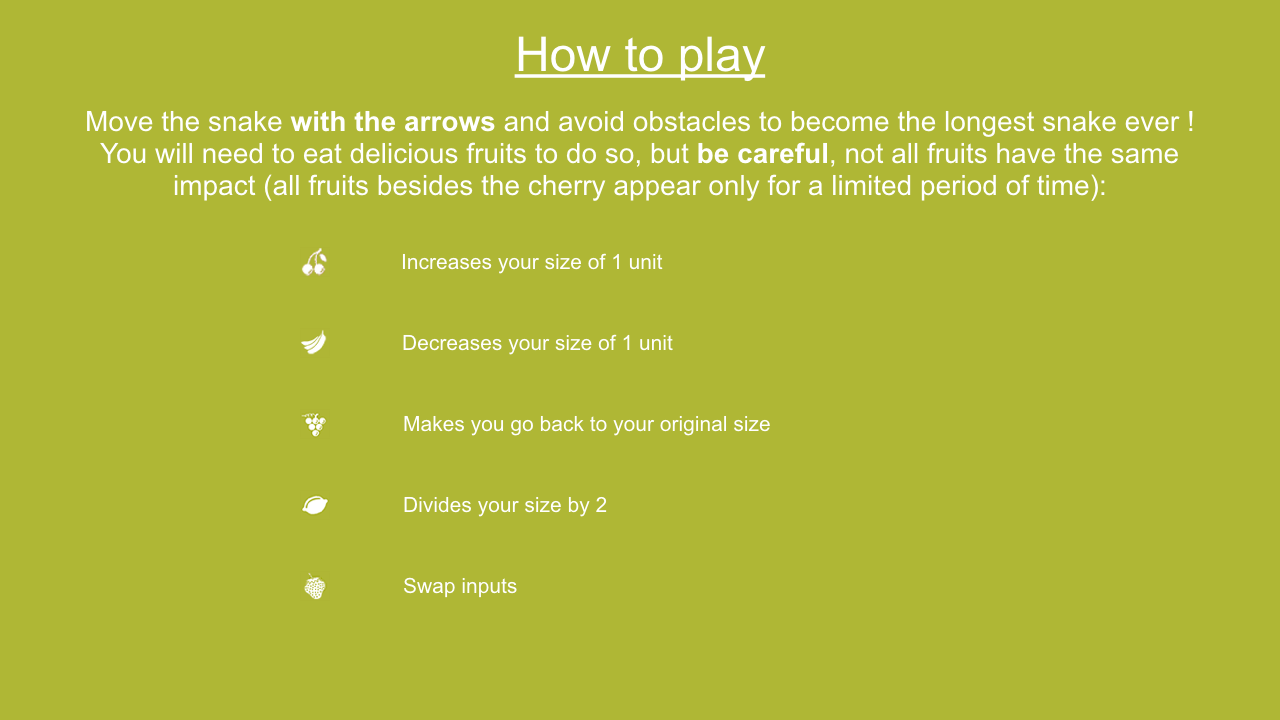 How to play
Move the snake with the arrows and avoid obstacles to become the longest snake ever !
You will need to eat delicious fruits to do so, but be careful, not all fruits have the same
impact (all fruits besides the cherry appear only for a limited period of time):
Increases your size of 1 unit
Decreases your size of 1 unit
Makes you go back to your original size
Divides your size by 2
Swap inputs